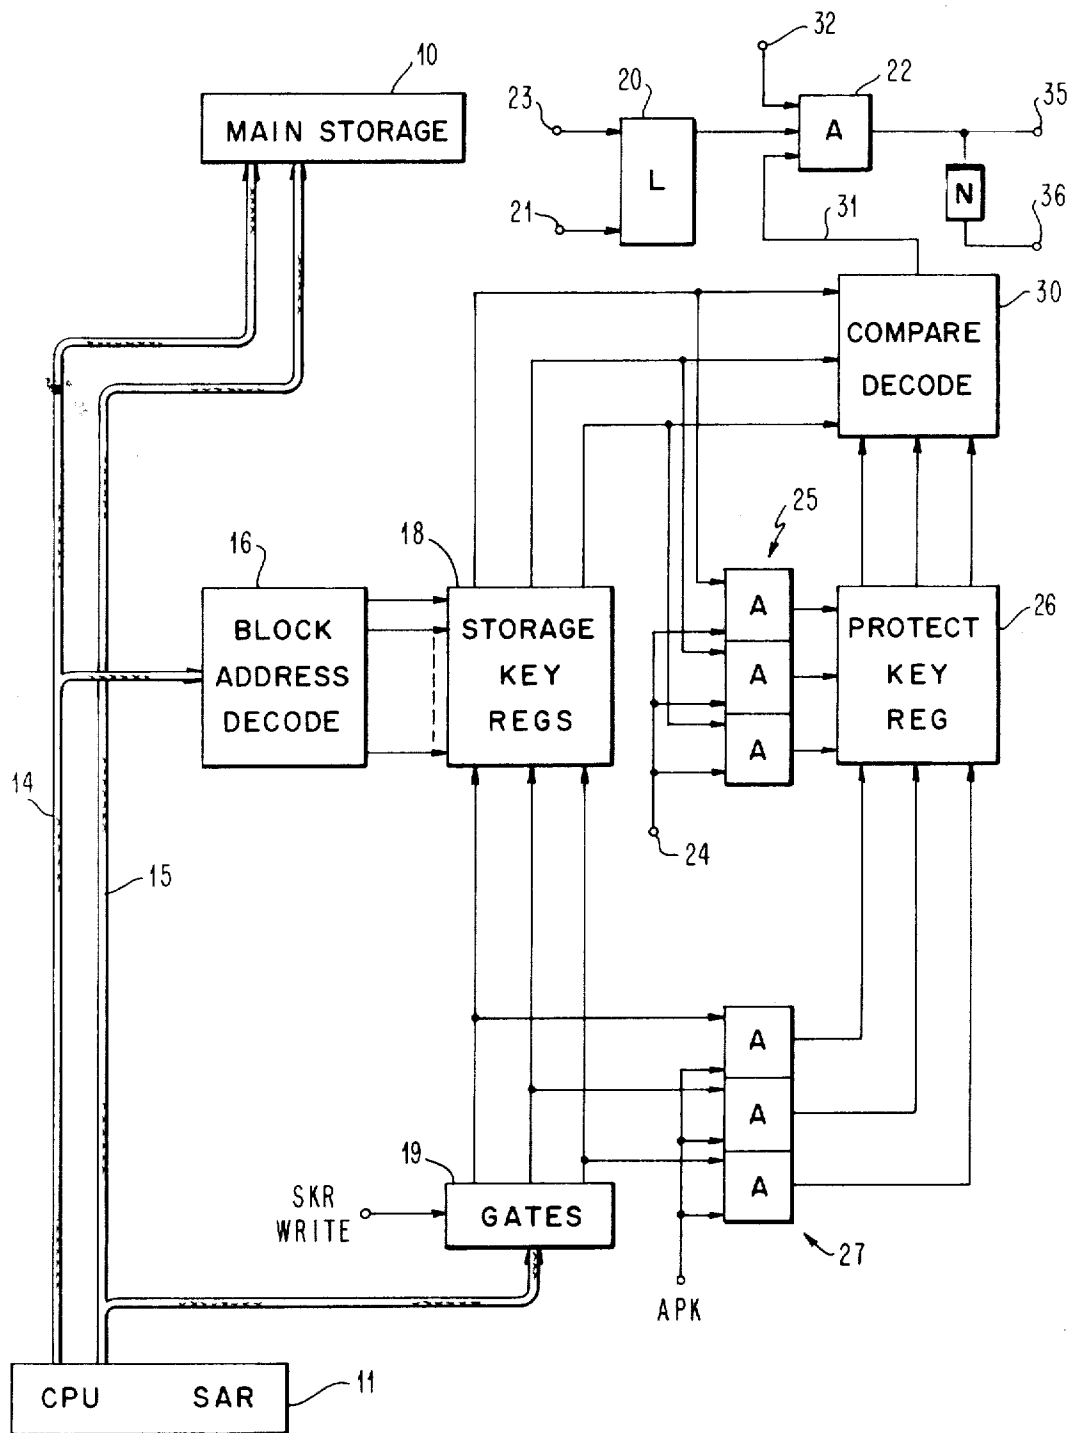 10
MAIN STORAGE
32
22
20
23
35
A
L
N
36
21
31
30
COMPARE
DECODE
25
16
18
26
BLOCK
ADDRESS
DECODE
STORAGE
KEY
REGS
A
A
A
PROTECT
KEY
REG
14
24
15
A
A
A
19
SKR
WRITE
GATES
27
APK
CPU SAR
11